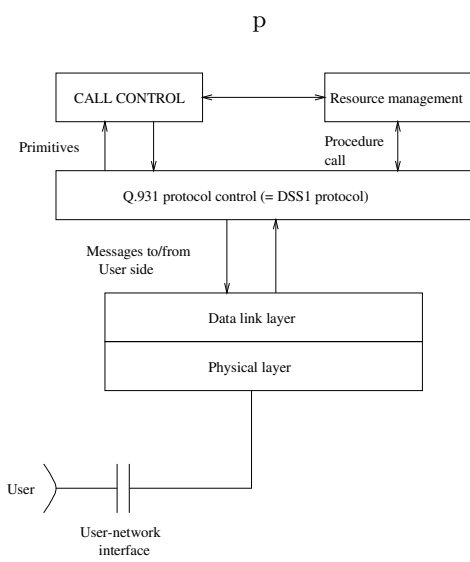 p
CALL CONTROL
Resource management
Primitives
Procedure
call
Q.931 protocol control (= DSS1 protocol)
Messages to/from
User side
Data link layer
Physical layer
User
User-network
interface